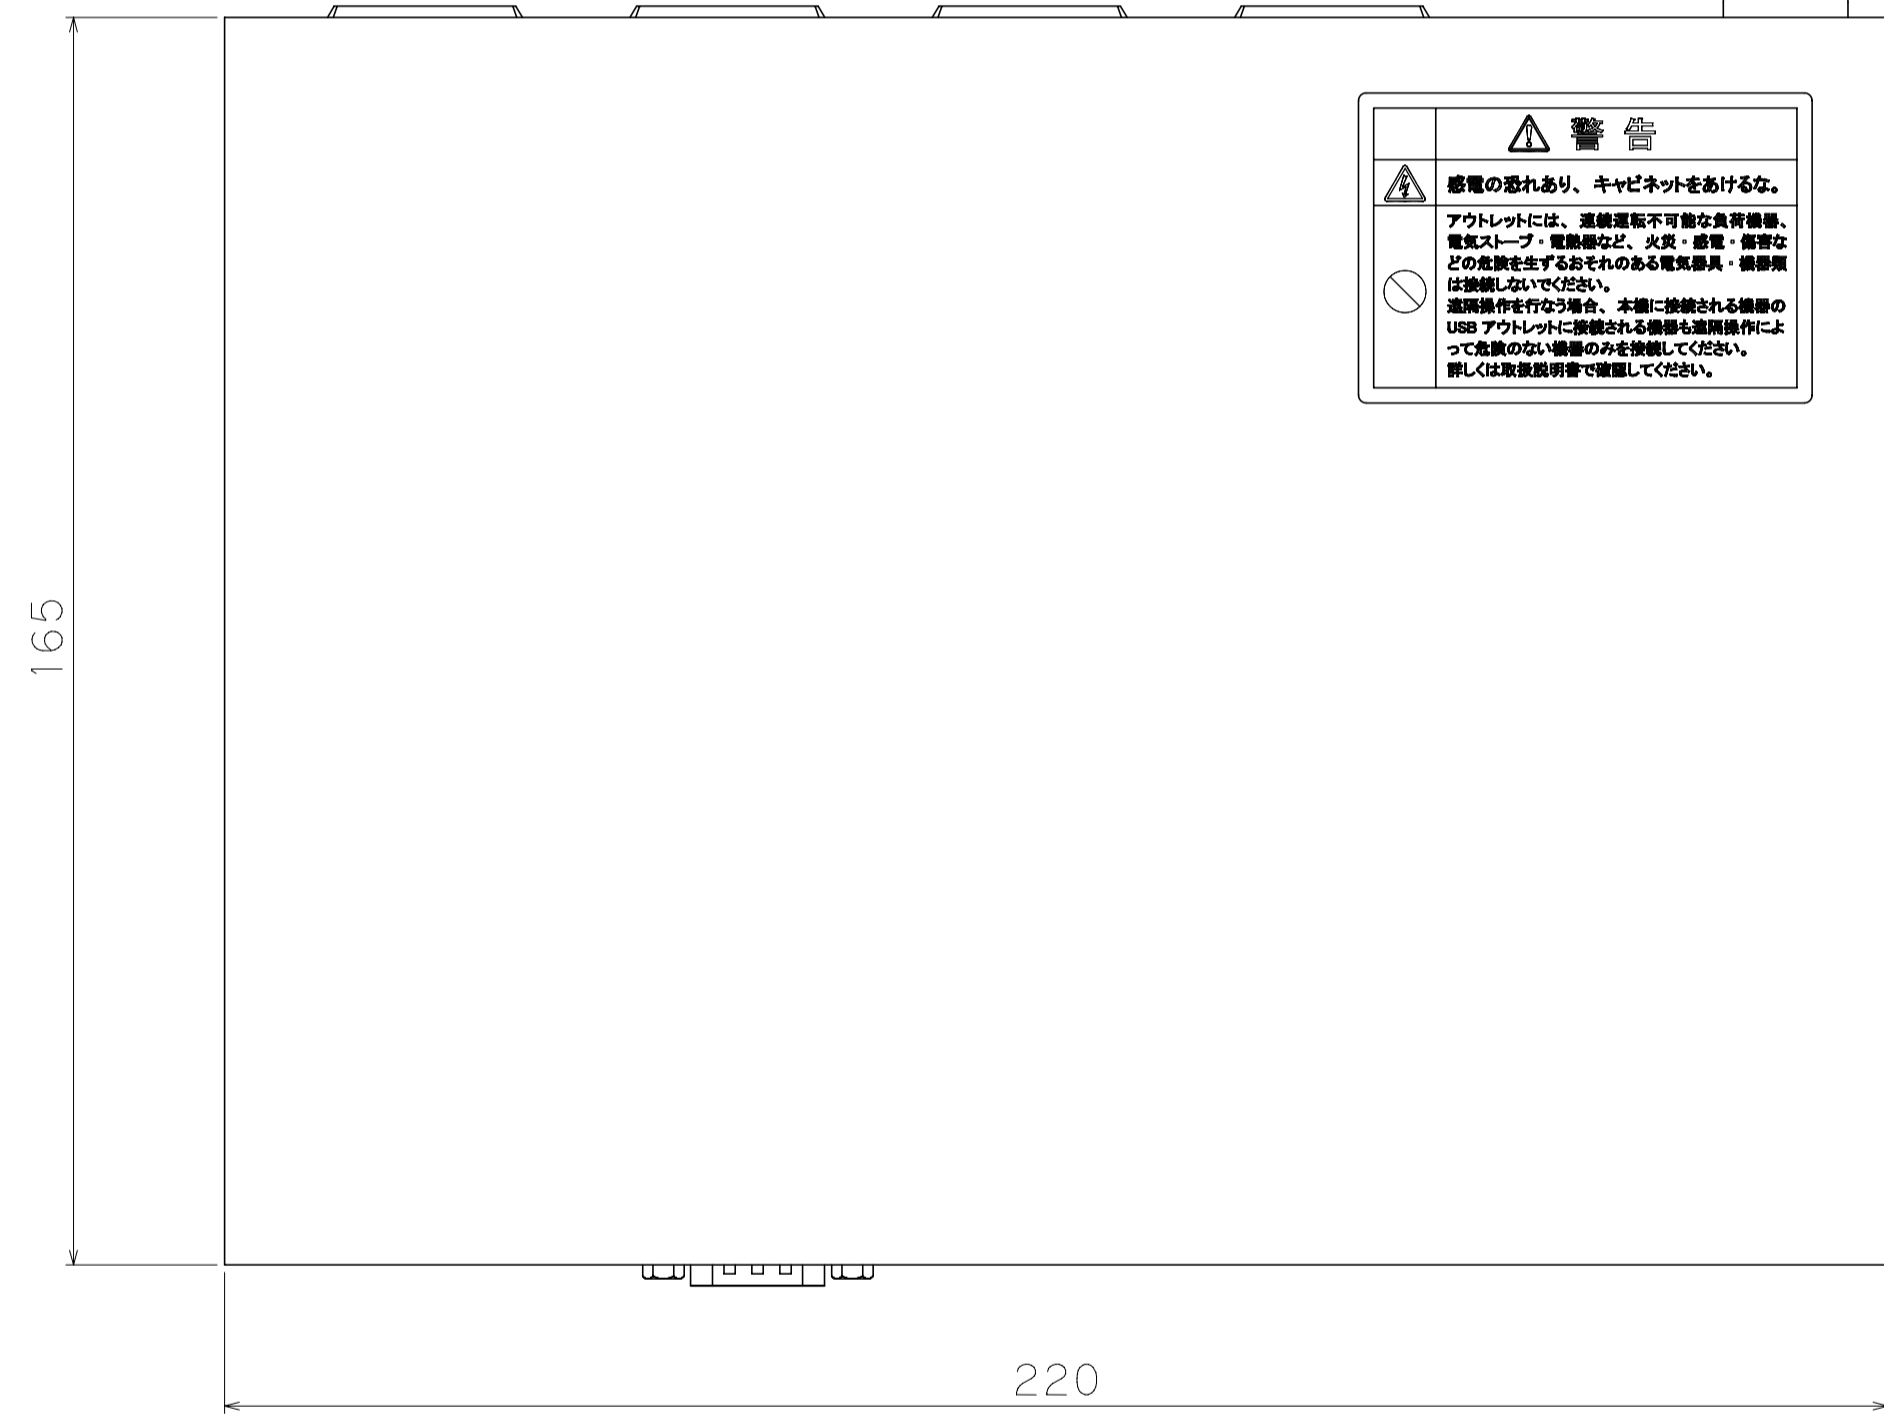 警告
感電の恐れあり、キャビネットをあけるな。
アウトレットには、連続運転不可能な負荷機器、
電気ストーブ・電熱器など、火災・感電・傷害な
どの危険を生ずるおそれのある電気器具・機器類
は接続しないでください。
遠隔操作を行なう場合、本機に接続される機器の
USB アウトレットに接続される機器も遠隔操作によ
って危険のない機器のみを接続してください。
詳しくは取扱説明書で確認してください。
165
220